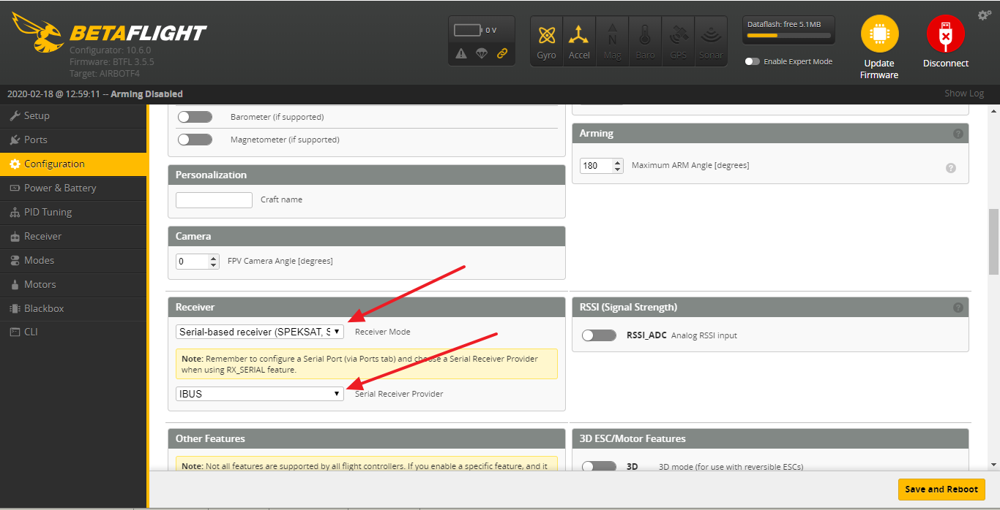 BETAFLIGHT
Configurator: 10.6.0
Firmware: BTFL 3.5.5
Target: AIRBOTF4
0 V
Gyro
Accel
Mag
Baro
GPS
Sonar
Dataflash: free 5.1MB
Enable Expert Mode
Update
Firmware
Disconnect
2020-02-18 @ 12:59:11 -- Arming Disabled
Show Log
Setup
Ports
Configuration
Power & Battery
PID Tuning
Receiver
Modes
Motors
Blackbox
CLI
Barometer (if supported)
Magnetometer (if supported)
Personalization
Craft name
Camera
0 FPV Camera Angle [degrees]
Receiver
Serial-based receiver (SPEKSAT, S Receiver Mode
Note: Remember to configure a Serial Port (via Ports tab) and choose a Serial Receiver Provider
when using RX_SERIAL feature.
IBUS Serial Receiver Provider
Other Features
Note: Not all features are supported by all flight controllers. If you enable a specific feature, and it
Arming
180 Maximum ARM Angle [degrees]
RSSI (Signal Strength)
RSSI_ADC Analog RSSI input
3D ESC/Motor Features
3D 3D mode (for use with reversible ESCs)
Save and Reboot